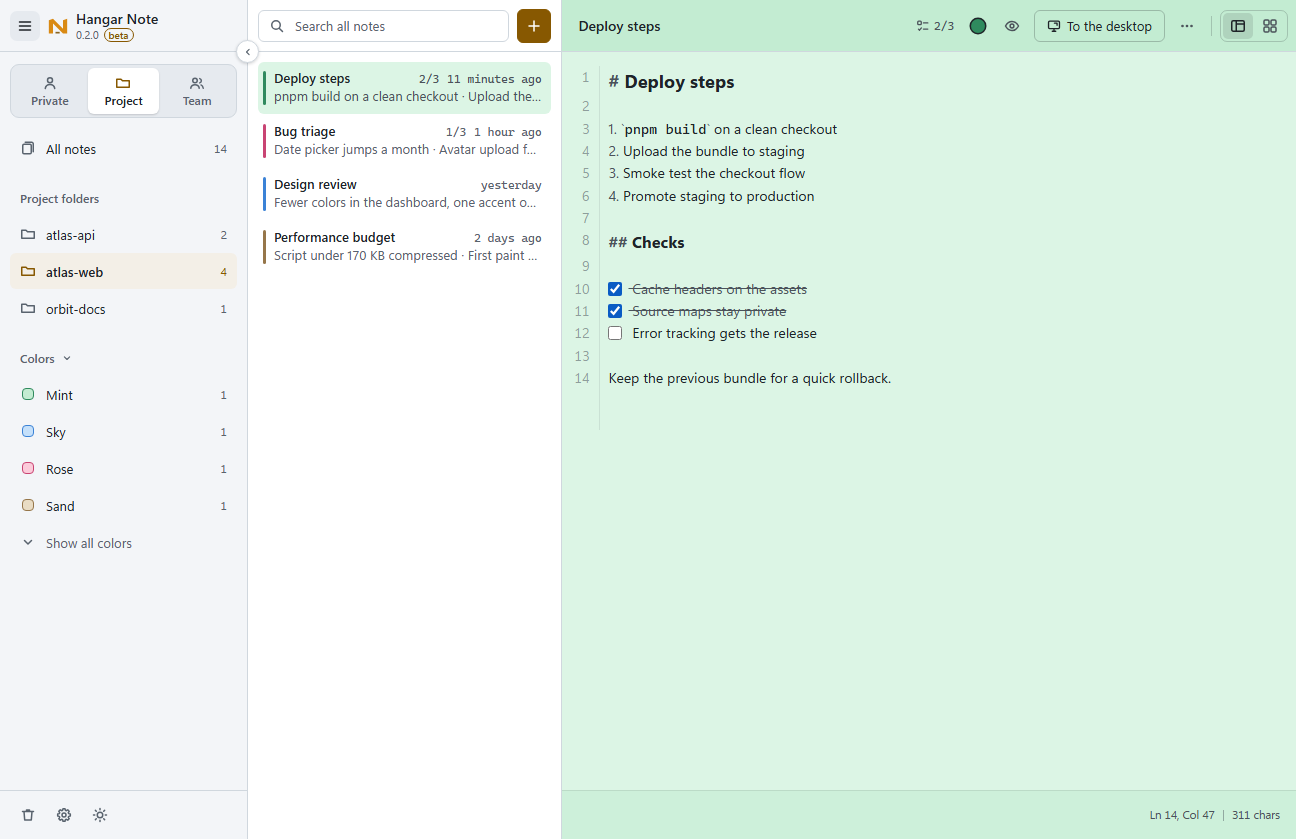 Hangar Note
0.2.0 beta
Private
Project
Team
All notes 14
Project folders
atlas-api 2
atlas-web 4
orbit-docs 1
Colors
Mint 1
Sky 1
Rose 1
Sand 1
Show all colors
Search all notes
Deploy steps 2/3 11 minutes ago
pnpm build on a clean checkout · Upload the...
Bug triage 1/3 1 hour ago
Date picker jumps a month · Avatar upload f...
Design review yesterday
Fewer colors in the dashboard, one accent o...
Performance budget 2 days ago
Script under 170 KB compressed · First paint ...
Deploy steps 2/3 To the desktop
1 # Deploy steps
2
3 1. `pnpm build` on a clean checkout
4 2. Upload the bundle to staging
5 3. Smoke test the checkout flow
6 4. Promote staging to production
7
8 ## Checks
9
10 Cache headers on the assets
11 Source maps stay private
12 Error tracking gets the release
13
14 Keep the previous bundle for a quick rollback.
Ln 14, Col 47 | 311 chars